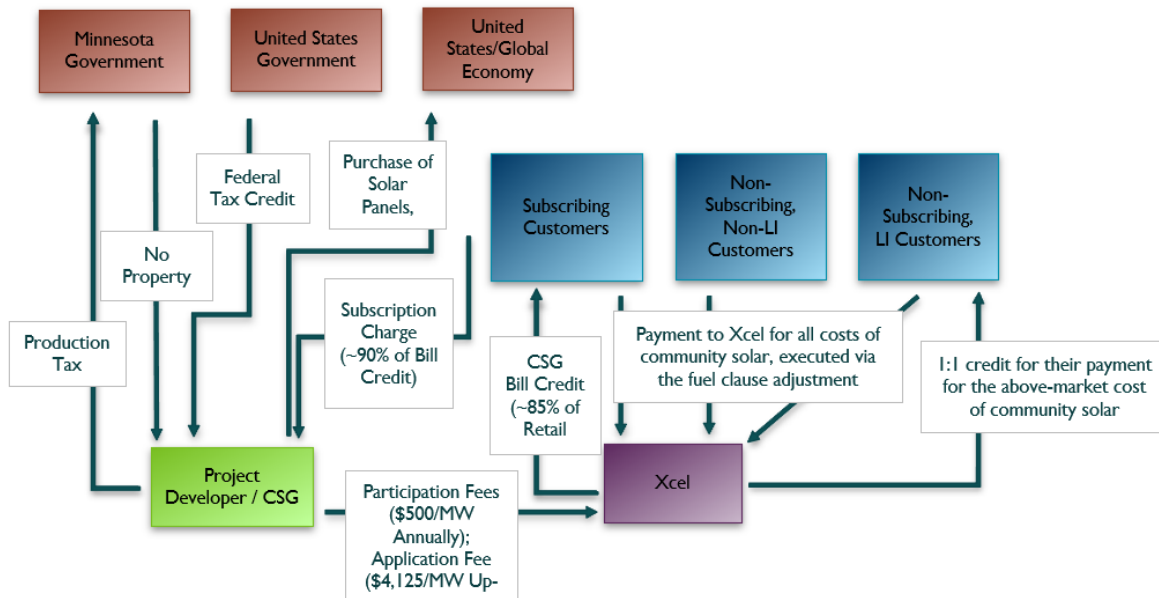 Minnesota
Government
United States
Government
United
States/Global
Economy
Federal
Tax Credit
Purchase of
Solar
Panels,
Subscribing
Customers
Non-
Subscribing,
Non-LI
Customers
Non-
Subscribing,
LI Customers
No
Property
Production
Tax
Subscription
Charge
(~90% of Bill
Credit)
CSG
Bill Credit
(~85% of
Retail
Payment to Xcel for all costs of
community solar, executed via
the fuel clause adjustment
1:1 credit for their payment
for the above-market cost
of community solar
Project
Developer / CSG
Participation Fees
($500/MW
Annually);
Application Fee
($4,125/MW Up-
Xcel